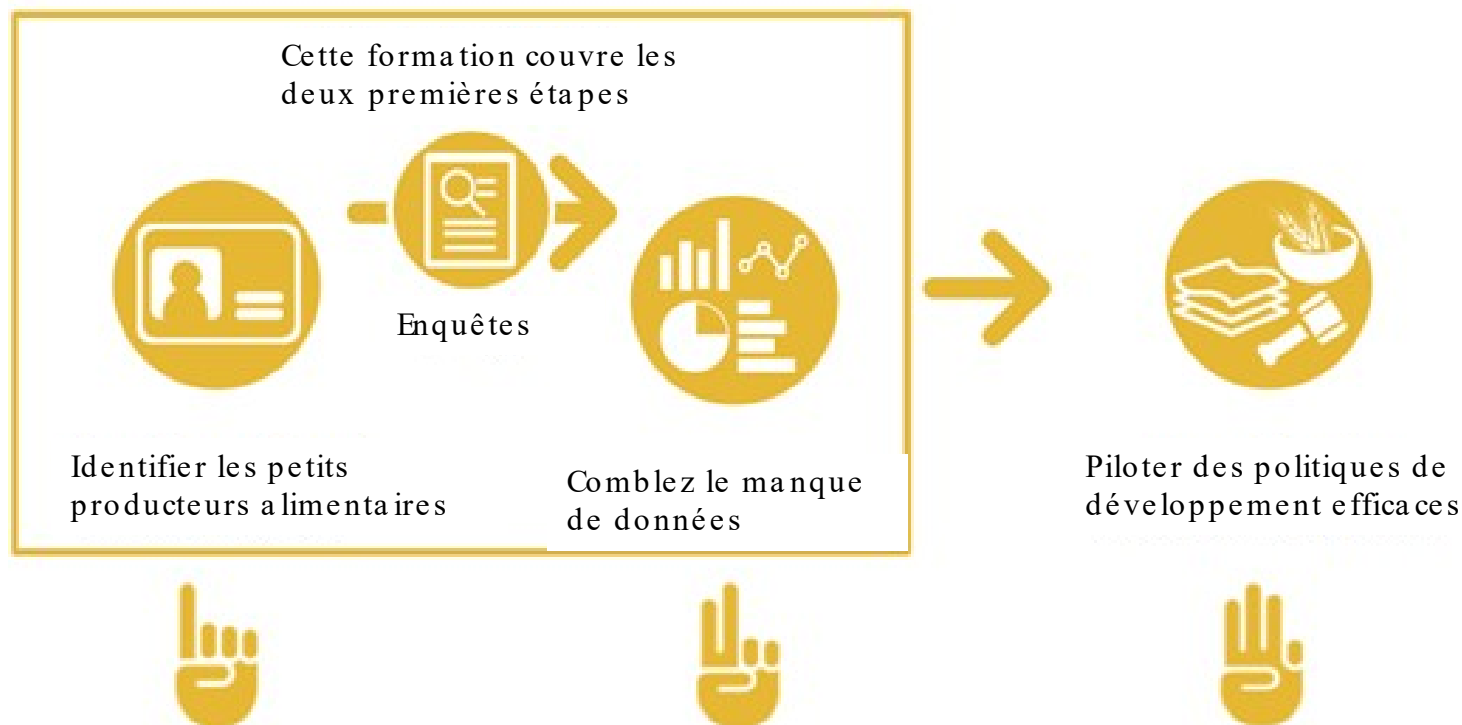 Cette formation couvre les
deux premières étapes
Enquêtes
Identifier les petits
producteurs alimentaires
Comblez le manque
de données
Piloter des politiques de
développement efficaces